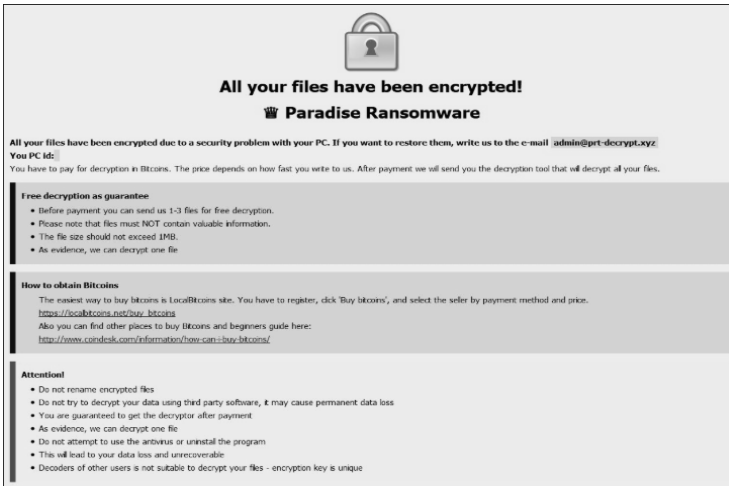 All your files have been encrypted!
♛ Paradise Ransomware
All your files have been encrypted due to a security problem with your PC. If you want to restore them, write us to the e-mail admin@prt-decrypt.xyz
You PC id:
You have to pay for decryption in Bitcoins. The price depends on how fast you write to us. After payment we will send you the decryption tool that will decrypt all your files.
Free decryption as guarantee
• Before payment you can send us 1-3 files for free decryption.
• Please note that files must NOT contain valuable information.
• The file size should not exceed 1MB.
• As evidence, we can decrypt one file
How to obtain Bitcoins
The easiest way to buy bitcoins is LocalBitcoins site. You have to register, click 'Buy bitcoins', and select the seller by payment method and price.
https://localbitcoins.net/buy_bitcoins
Also you can find other places to buy Bitcoins and beginners guide here:
http://www.coindesk.com/information/how-can-i-buy-bitcoins/
Attention!
• Do not rename encrypted files
• Do not try to decrypt your data using third party software, it may cause permanent data loss
• You are guaranteed to get the decryptor after payment
• As evidence, we can decrypt one file
• Do not attempt to use the antivirus or uninstall the program
• This will lead to your data loss and unrecoverable
• Decoders of other users is not suitable to decrypt your files - encryption key is unique